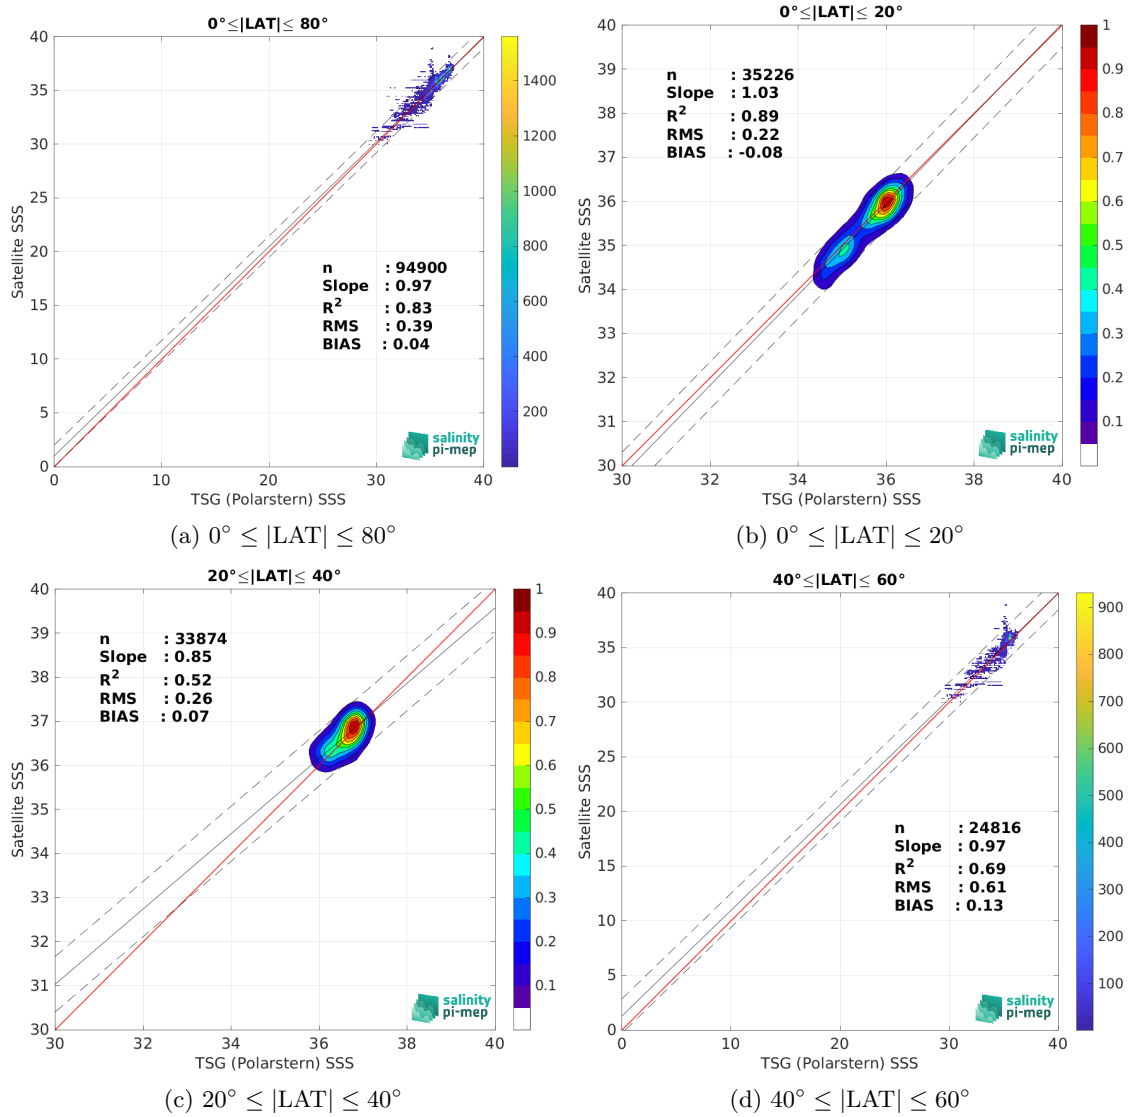 0°≤|LAT|≤ 80°
Satellite SSS
40
35
30
25
20
15
10
5
0
0 10 20 30 40
TSG (Polarstern) SSS
n : 94900
Slope : 0.97
R² : 0.83
RMS : 0.39
BIAS : 0.04
salinity
pi-mep
1400
1200
1000
800
600
400
200
(a) 0° ≤ |LAT| ≤ 80°
0°≤|LAT|≤ 20°
Satellite SSS
40
39
38
37
36
35
34
33
32
31
30
30 32 34 36 38 40
TSG (Polarstern) SSS
n : 35226
Slope : 1.03
R² : 0.89
RMS : 0.22
BIAS : -0.08
salinity
pi-mep
1
0.9
0.8
0.7
0.6
0.5
0.4
0.3
0.2
0.1
(b) 0° ≤ |LAT| ≤ 20°
20°≤|LAT|≤ 40°
Satellite SSS
40
39
38
37
36
35
34
33
32
31
30
30 32 34 36 38 40
TSG (Polarstern) SSS
n : 33874
Slope : 0.85
R² : 0.52
RMS : 0.26
BIAS : 0.07
salinity
pi-mep
1
0.9
0.8
0.7
0.6
0.5
0.4
0.3
0.2
0.1
(c) 20° ≤ |LAT| ≤ 40°
40°≤|LAT|≤ 60°
Satellite SSS
40
35
30
25
20
15
10
5
0
0 10 20 30 40
TSG (Polarstern) SSS
n : 24816
Slope : 0.97
R² : 0.69
RMS : 0.61
BIAS : 0.13
salinity
pi-mep
900
800
700
600
500
400
300
200
100
(d) 40° ≤ |LAT| ≤ 60°